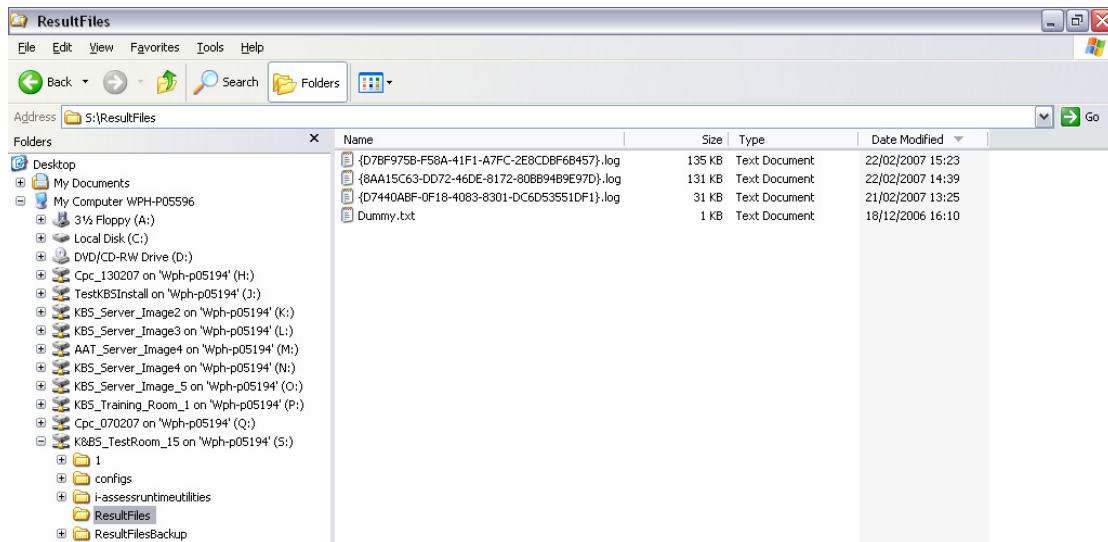 ResultFiles
File Edit View Favorites Tools Help
Back Search Folders
Address S:\ResultFiles Go
Folders X Name Size Type Date Modified
Desktop
My Documents
My Computer WPH-P05596
3½ Floppy (A:)
Local Disk (C:)
DVD/CD-RW Drive (D:)
Cpc_130207 on 'Wph-p05194' (H:)
TestKBSInstall on 'Wph-p05194' (J:)
KBS_Server_Image2 on 'Wph-p05194' (K:)
KBS_Server_Image3 on 'Wph-p05194' (L:)
AAT_Server_Image4 on 'Wph-p05194' (M:)
KBS_Server_Image4 on 'Wph-p05194' (N:)
KBS_Server_Image_5 on 'Wph-p05194' (O:)
KBS_Training_Room_1 on 'Wph-p05194' (P:)
Cpc_070207 on 'Wph-p05194' (Q:)
K&BS_TestRoom_15 on 'Wph-p05194' (S:)
1
configs
i-assessruntimeutilities
ResultFiles
ResultFilesBackup
{D7BF975B-F58A-41F1-A7FC-2E8CDBF6B457}.log 135 KB Text Document 22/02/2007 15:23
{8AA15C63-DD72-46DE-8172-80BB94B9E97D}.log 131 KB Text Document 22/02/2007 14:39
{D7440ABF-0F18-4083-8301-DC6D53551DF1}.log 31 KB Text Document 21/02/2007 13:25
Dummy.txt 1 KB Text Document 18/12/2006 16:10